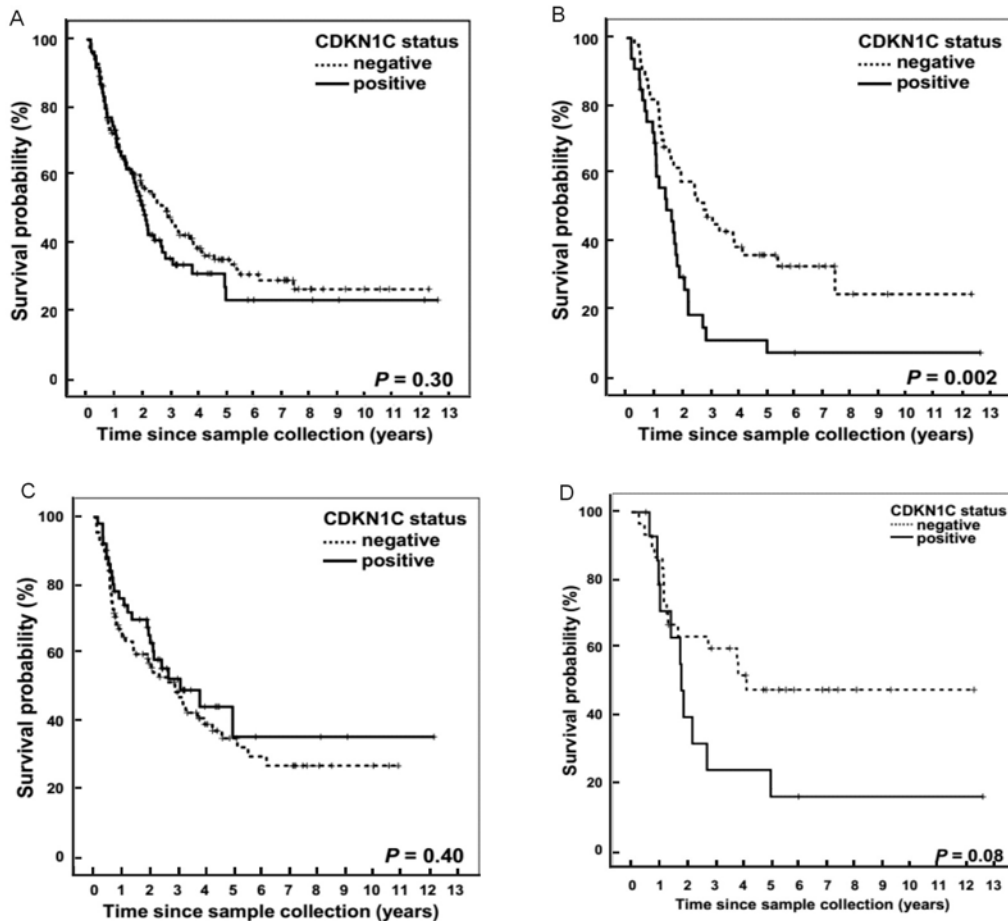 A
100
80
60
40
20
0
Survival probability (%)
CDKN1C status
negative
positive
P = 0.30
0 1 2 3 4 5 6 7 8 9 10 11 12 13
Time since sample collection (years)
B
100
80
60
40
20
0
Survival probability (%)
CDKN1C status
negative
positive
P = 0.002
0 1 2 3 4 5 6 7 8 9 10 11 12 13
Time since sample collection (years)
C
100
80
60
40
20
0
Survival probability (%)
CDKN1C status
negative
positive
P = 0.40
0 1 2 3 4 5 6 7 8 9 10 11 12 13
Time since sample collection (years)
D
100
80
60
40
20
0
Survival probability (%)
CDKN1C status
negative
positive
P = 0.08
0 1 2 3 4 5 6 7 8 9 10 11 12 13
Time since sample collection (years)